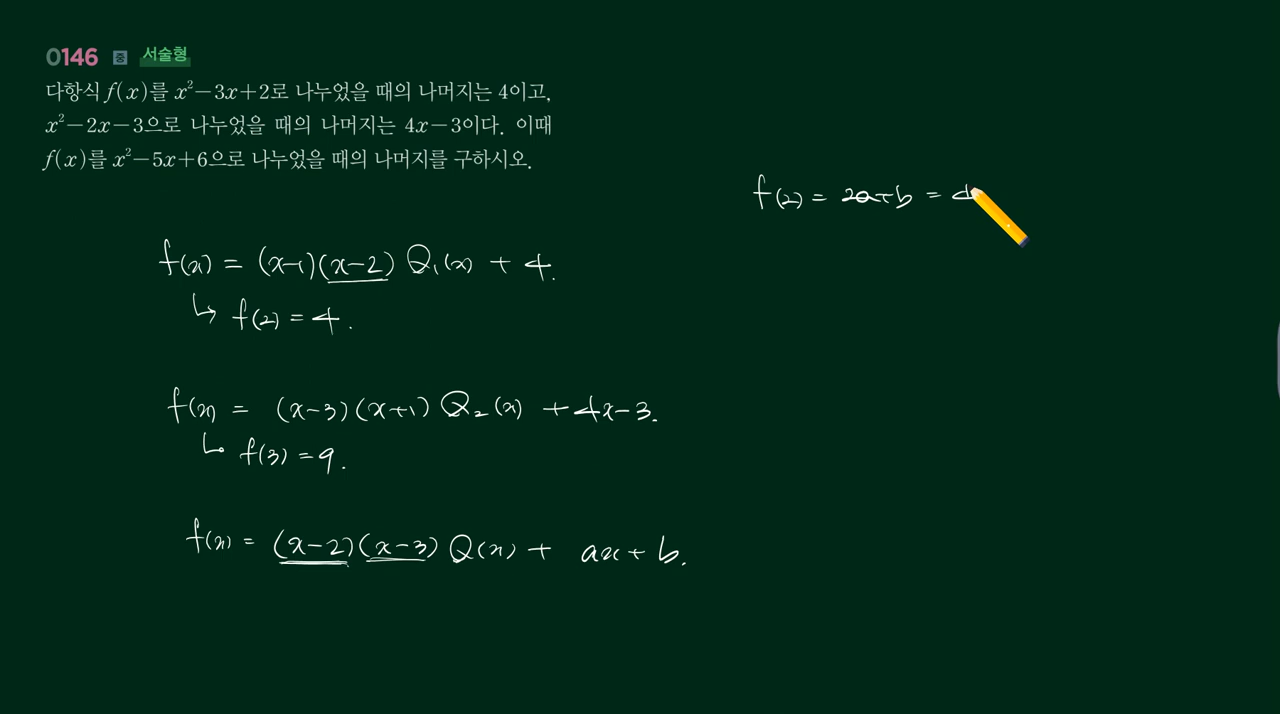 0146 중 서술형
다항식 f(x)를 x²−3x+2로 나누었을 때의 나머지는 4이고,
x²−2x−3으로 나누었을 때의 나머지는 4x−3이다. 이때
f(x)를 x²−5x+6으로 나누었을 때의 나머지를 구하시오.
f(x) = (x−1)(x−2) Q₁(x) + 4.
↳ f(2) = 4.
f(x) = (x−3)(x+1) Q₂(x) + 4x−3.
↳ f(3) = 9.
f(x) = (x−2)(x−3) Q(x) + ax + b.
f(2) = 2a+b = 4